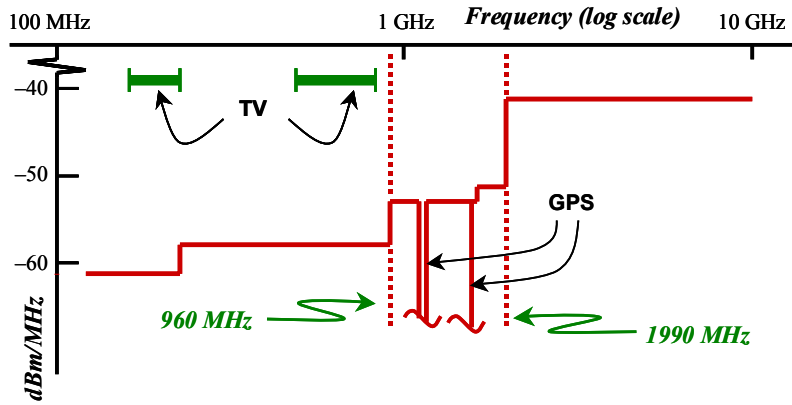 100 MHz 1 GHz Frequency (log scale) 10 GHz
–40
TV
–50
GPS
–60
960 MHz
1990 MHz
dBm/MHz